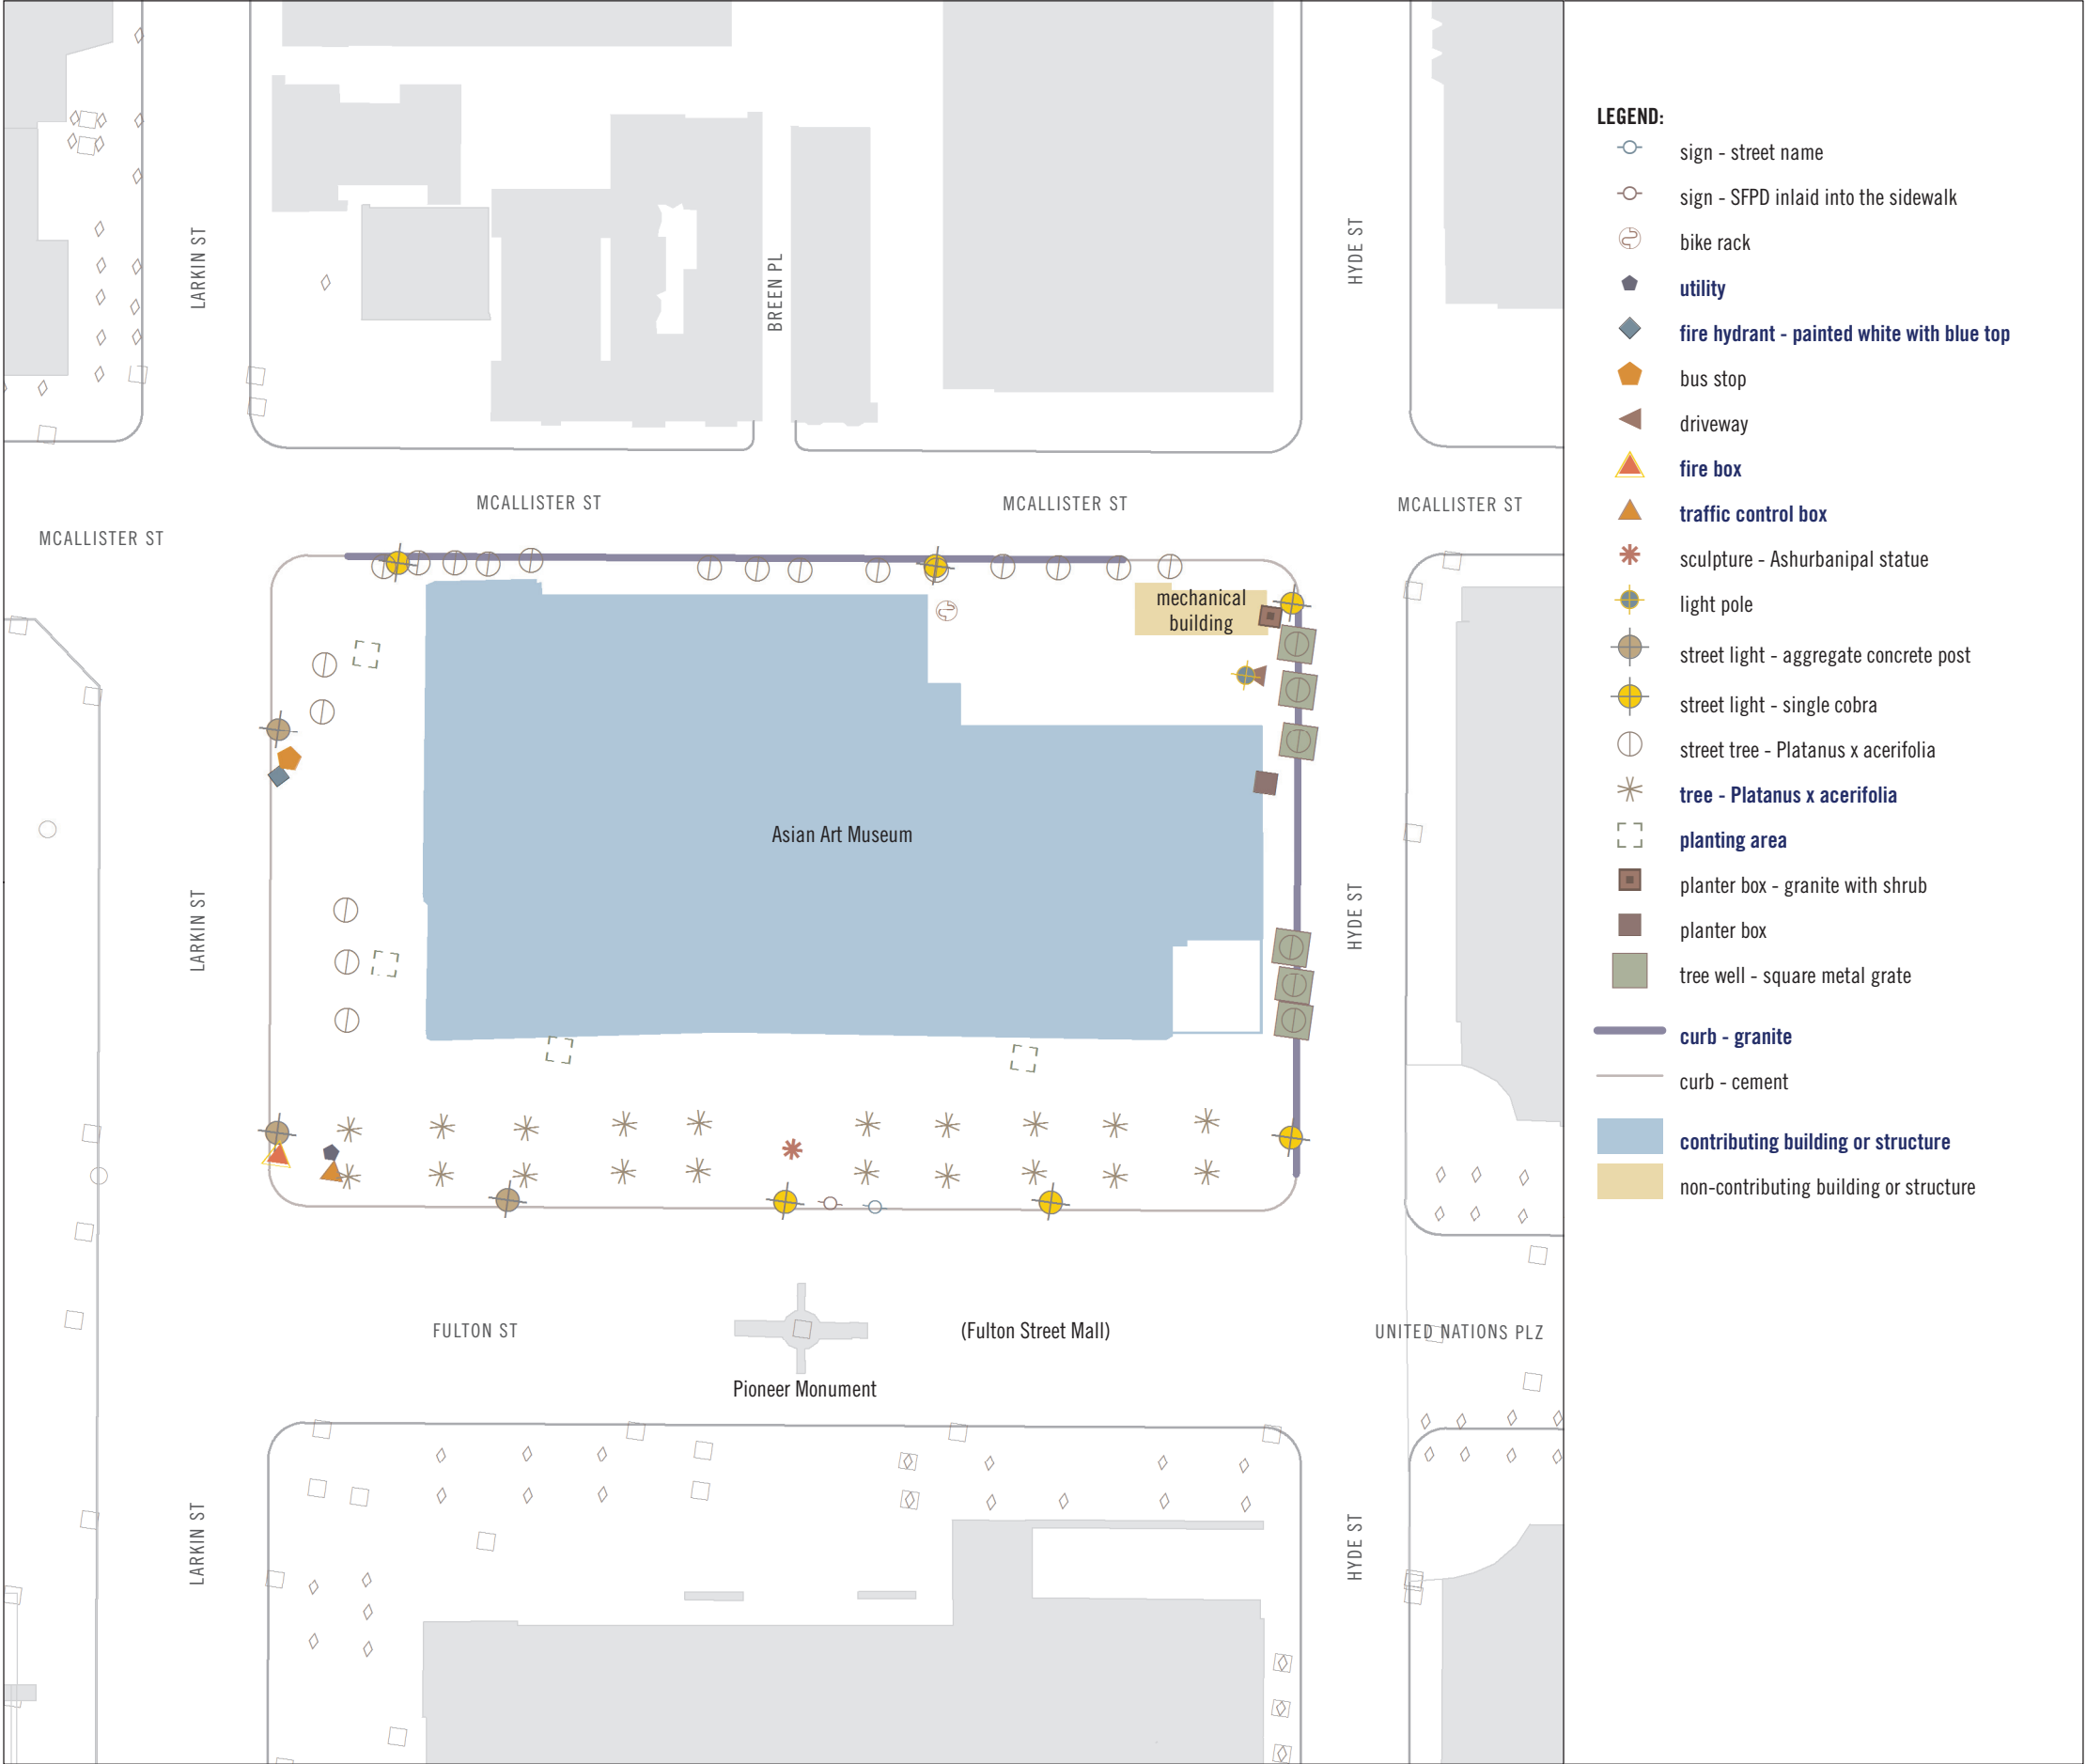 LARKIN ST
BREEN PL
HYDE ST
MCALLISTER ST
MCALLISTER ST
MCALLISTER ST
MCALLISTER ST
mechanical
building
Asian Art Museum
LARKIN ST
HYDE ST
FULTON ST
(Fulton Street Mall)
UNITED NATIONS PLZ
Pioneer Monument
LARKIN ST
HYDE ST
LEGEND:
sign - street name
sign - SFPD inlaid into the sidewalk
bike rack
utility
fire hydrant - painted white with blue top
bus stop
driveway
fire box
traffic control box
sculpture - Ashurbanipal statue
light pole
street light - aggregate concrete post
street light - single cobra
street tree - Platanus x acerifolia
tree - Platanus x acerifolia
planting area
planter box - granite with shrub
planter box
tree well - square metal grate
curb - granite
curb - cement
contributing building or structure
non-contributing building or structure